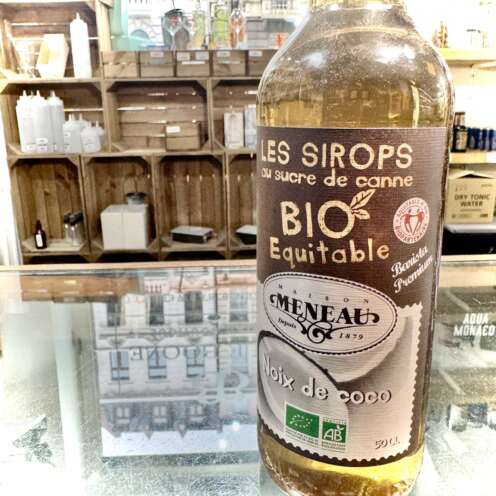 LES SIROPS
au sucre de canne
BIO
Equitable
Barista
Premium
MAISON
MENEAU
Depuis 1879
Noix de coco
AB
50 CL
DRY TONIC
WATER
AQUA
MONACO